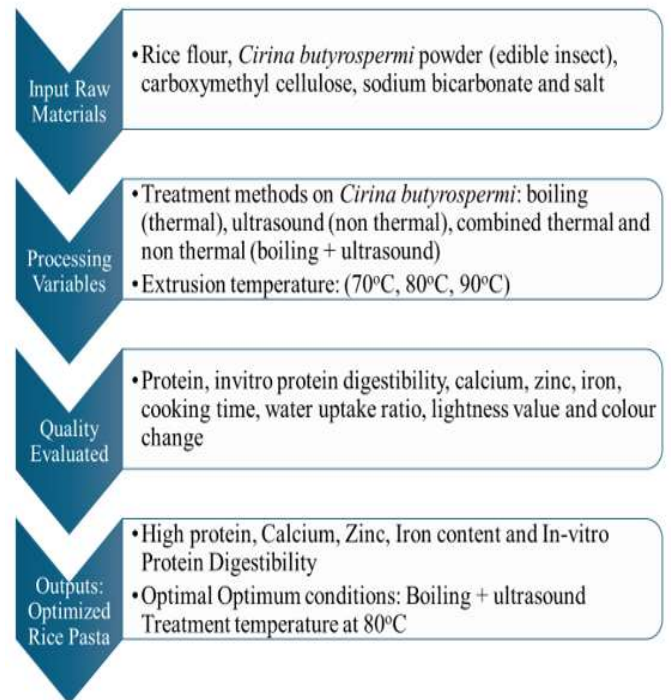 Input Raw
Materials
•Rice flour, Cirina butyrospermi powder (edible insect),
carboxymethyl cellulose, sodium bicarbonate and salt
Processing
Variables
•Treatment methods on Cirina butyrospermi: boiling
(thermal), ultrasound (non thermal), combined thermal and
non thermal (boiling + ultrasound)
•Extrusion temperature: (70°C, 80°C, 90°C)
Quality
Evaluated
•Protein, invitro protein digestibility, calcium, zinc, iron,
cooking time, water uptake ratio, lightness value and colour
change
Outputs:
Optimized
Rice Pasta
•High protein, Calcium, Zinc, Iron content and In-vitro
Protein Digestibility
•Optimal Optimum conditions: Boiling + ultrasound
Treatment temperature at 80°C